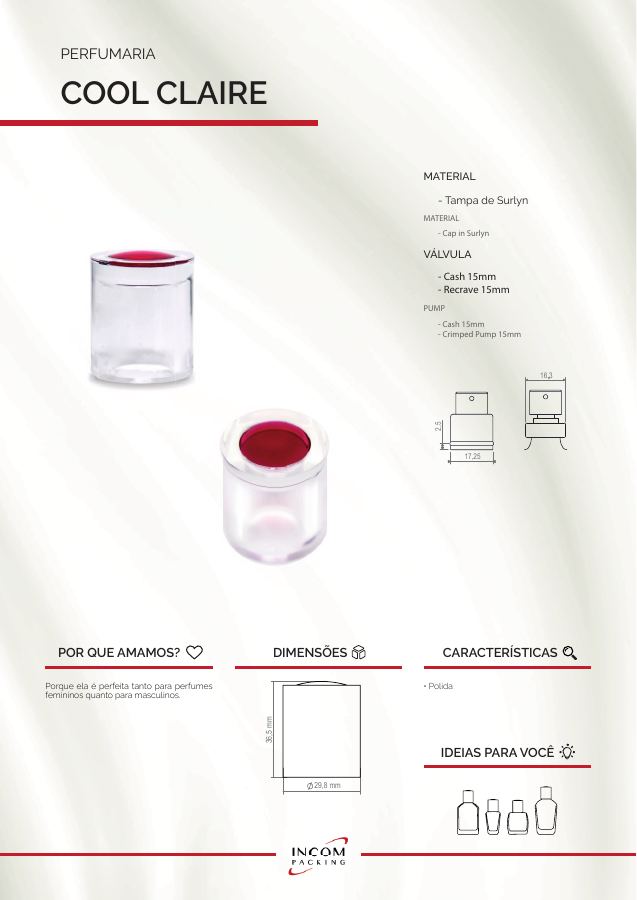 PERFUMARIA
COOL CLAIRE
MATERIAL
- Tampa de Surlyn
MATERIAL
- Cap in Surlyn
VÁLVULA
- Cash 15mm
- Recrave 15mm
PUMP
- Cash 15mm
- Crimped Pump 15mm
16,3
2,5
17,25
POR QUE AMAMOS?
Porque ela é perfeita tanto para perfumes
femininos quanto para masculinos.
DIMENSÕES
36,5 mm
Ø29,8 mm
CARACTERÍSTICAS
• Polida
IDEIAS PARA VOCÊ
INCOM
PACKING